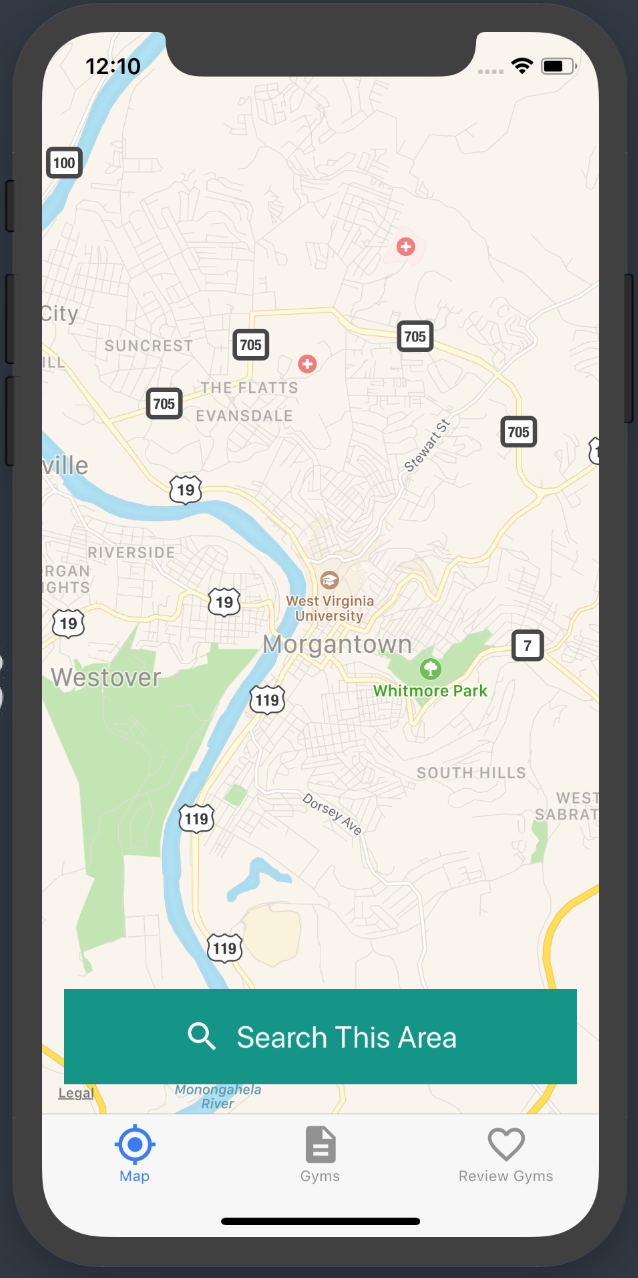 12:10
100
City
705
705
SUNCREST
ILL
THE FLATTS
705
EVANSDALE
705
Stewart St
ville
19
RIVERSIDE
RGAN
IGHTS
19
West Virginia
University
19
Morgantown
7
Westover
Whitmore Park
119
SOUTH HILLS
WEST
SABRAT
Dorsey Ave
119
119
Search This Area
Legal
Monongahela
River
Map
Gyms
Review Gyms